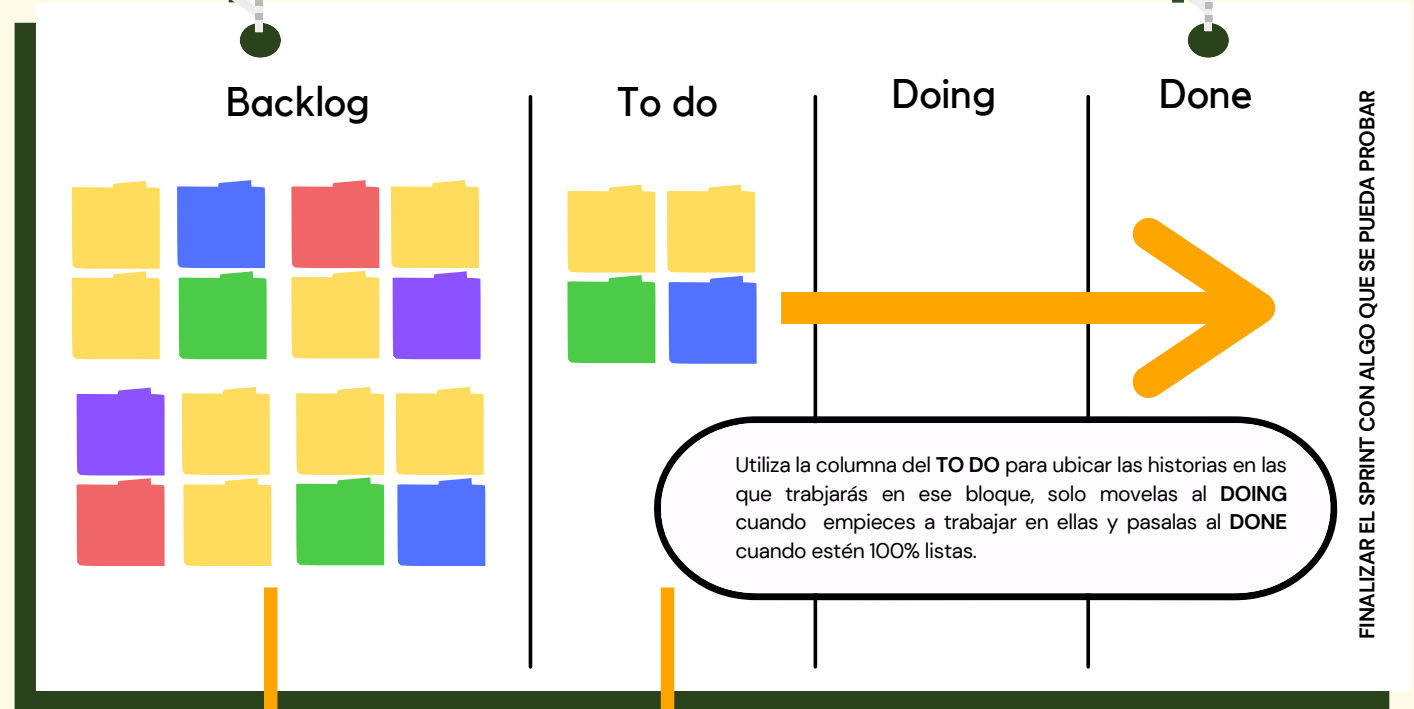 Backlog
To do
Doing
Done
Utiliza la columna del TO DO para ubicar las historias en las
que trabjarás en ese bloque, solo movelas al DOING
cuando empieces a trabajar en ellas y pasalas al DONE
cuando estén 100% listas.
FINALIZAR EL SPRINT CON ALGO QUE SE PUEDA PROBAR